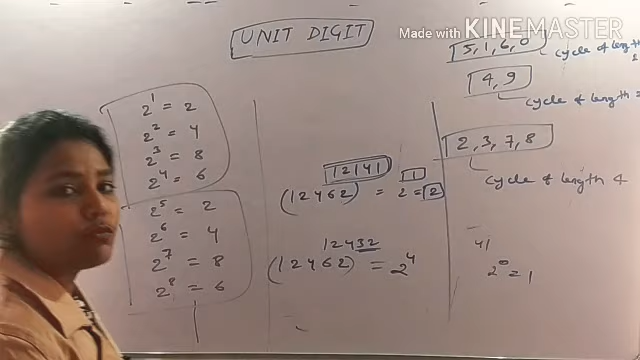 Made with KINEMASTER
UNIT DIGIT
5, 1, 6, 0
cycle of length
4, 9
cycle of length =
2, 3, 7, 8
cycle of length 4
2¹ = 2
2² = 4
2³ = 8
2⁴ = 6
2⁵ = 2
2⁶ = 4
2⁷ = 8
2⁸ = 6
12141 1
(12462) = 2 = 2
12432
(12462) = 2⁴
41
2⁰ = 1